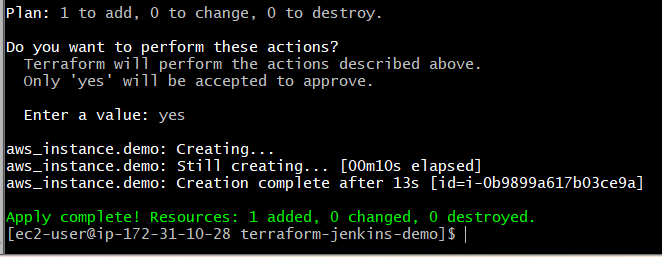 Plan: 1 to add, 0 to change, 0 to destroy.
Do you want to perform these actions?
Terraform will perform the actions described above.
Only 'yes' will be accepted to approve.
Enter a value: yes
aws_instance.demo: Creating...
aws_instance.demo: Still creating... [00m10s elapsed]
aws_instance.demo: Creation complete after 13s [id=i-0b9899a617b03ce9a]
Apply complete! Resources: 1 added, 0 changed, 0 destroyed.
[ec2-user@ip-172-31-10-28 terraform-jenkins-demo]$